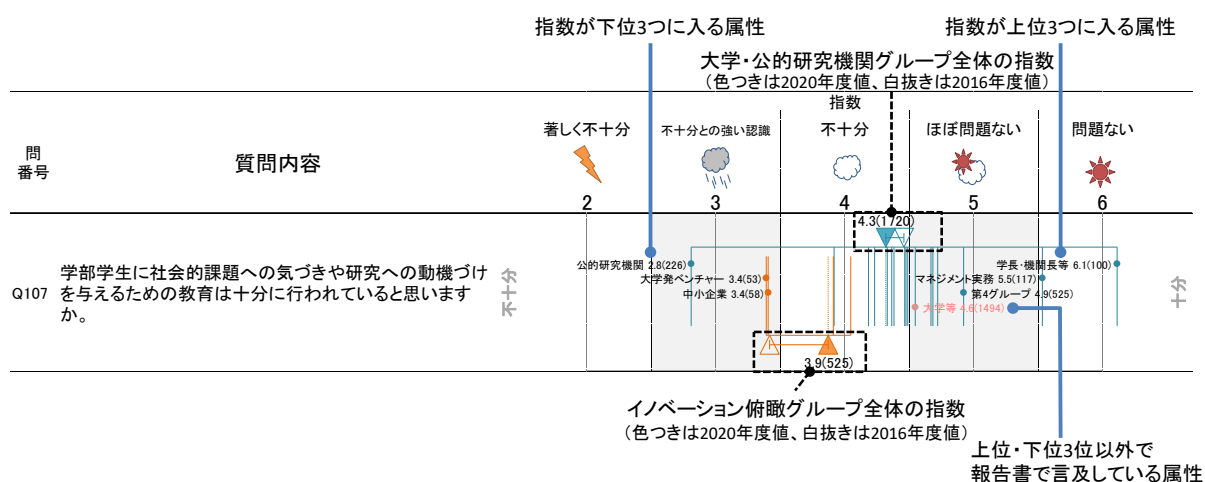 指数が下位3つに入る属性
指数が上位3つに入る属性
大学・公的研究機関グループ全体の指数
（色つきは2020年度値、白抜きは2016年度値）
指数
著しく不十分
不十分との強い認識
不十分
ほぼ問題ない
問題ない
問
番号
質問内容
2
3
4
5
6
4.3(1720)
公的研究機関 2.8(226)
学長・機関長等 6.1(100)
大学発ベンチャー 3.4(53)
マネジメント実務 5.5(117)
中小企業 3.4(58)
第4グループ 4.9(525)
大学等 4.6(1494)
Q107
学部学生に社会的課題への気づきや研究への動機づけ
を与えるための教育は十分に行われていると思います
か。
不十分
十分
3.9(525)
イノベーション俯瞰グループ全体の指数
（色つきは2020年度値、白抜きは2016年度値）
上位・下位3位以外で
報告書で言及している属性